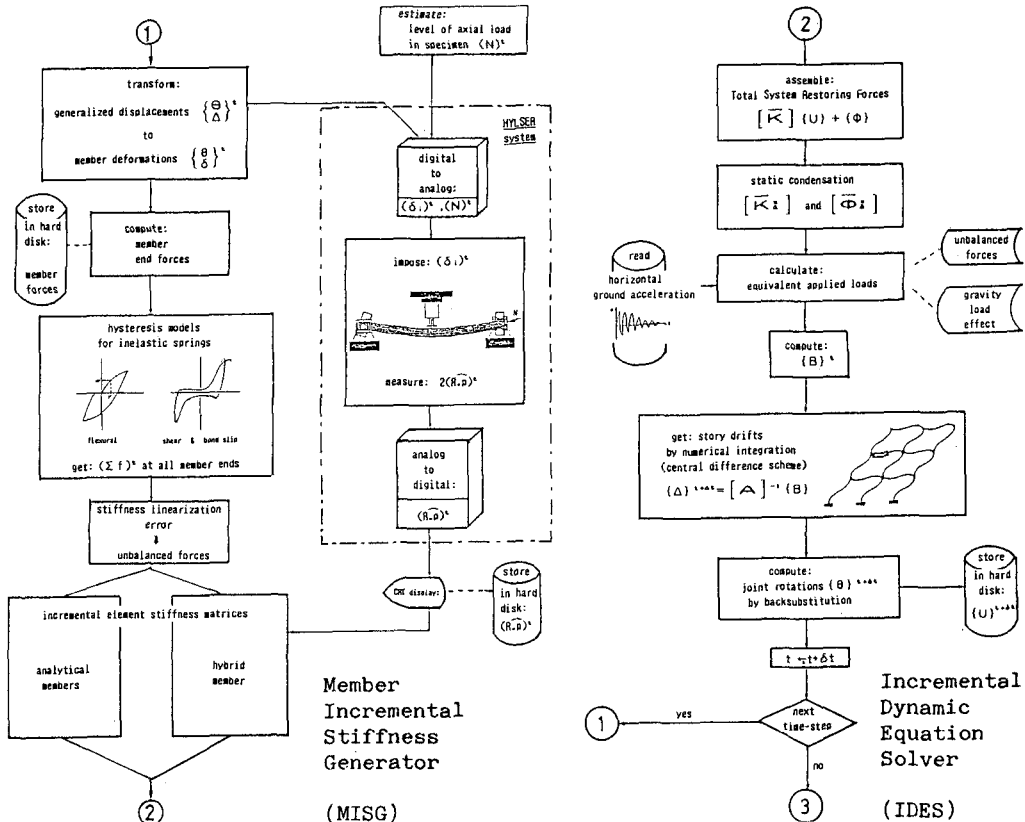 1
transform:
generalized displacements {Θ Δ}ᵗ
to
member deformations {θ δ}ᵗ
store
in hard
disk:
member
forces
compute:
member
end forces
hysteresis models
for inelastic springs
flexural
shear & bond slip
get: (Σ f)ᵗ at all member ends
stiffness linearization
error
unbalanced forces
incremental element stiffness matrices
analytical
members
hybrid
member
2
estimate:
level of axial load
in specimen (N)ᵗ
HYLSER
system
digital
to
analog:
(δᵢ)ᵗ,(N)ᵗ
impose: (δᵢ)ᵗ
N
measure: 2(R.p)ᵗ
analog
to
digital:
(R.p)ᵗ
CRT display:
store
in hard
disk:
(R.p)ᵗ
Member
Incremental
Stiffness
Generator
(MISG)
2
assemble:
Total System Restoring Forces
[K̅] {U} + {Φ}
static condensation
[K̅ᵪ] and [Φ̅ᵪ]
read
horizontal
ground acceleration
calculate:
equivalent applied loads
unbalanced
forces
gravity
load
effect
compute:
{B}ᵗ
get: story drifts
by numerical integration
(central difference scheme)
{Δ}ᵗ⁺ᐃᵗ = [A]⁻¹ {B}
compute:
joint rotations {θ}ᵗ⁺ᐃᵗ
by backsubstitution
store
in hard
disk:
{U}ᵗ⁺ᐃᵗ
t = t+δt
next
time-step
yes
1
no
3
Incremental
Dynamic
Equation
Solver
(IDES)